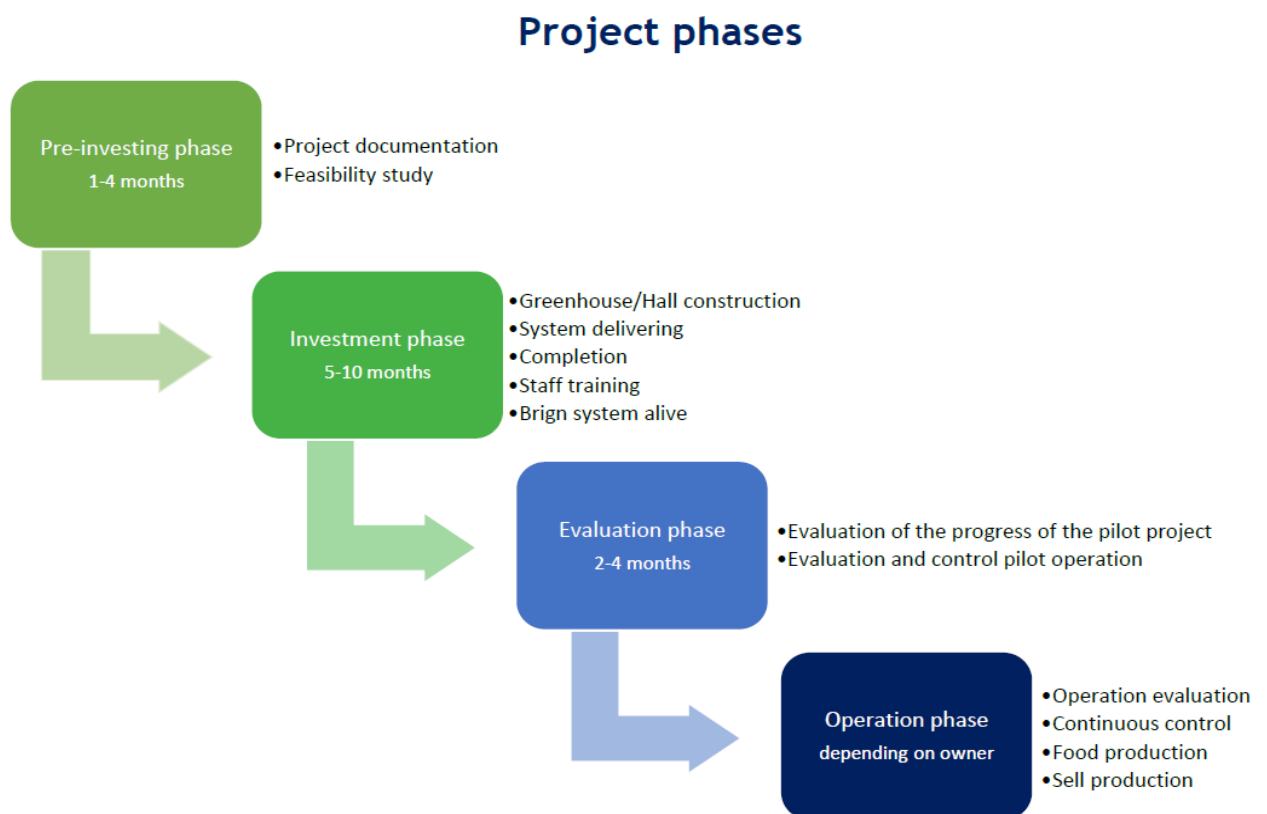 Project phases
Pre-investing phase
1-4 months
•Project documentation
•Feasibility study
Investment phase
5-10 months
•Greenhouse/Hall construction
•System delivering
•Completion
•Staff training
•Brign system alive
Evaluation phase
2-4 months
•Evaluation of the progress of the pilot project
•Evaluation and control pilot operation
Operation phase
depending on owner
•Operation evaluation
•Continuous control
•Food production
•Sell production